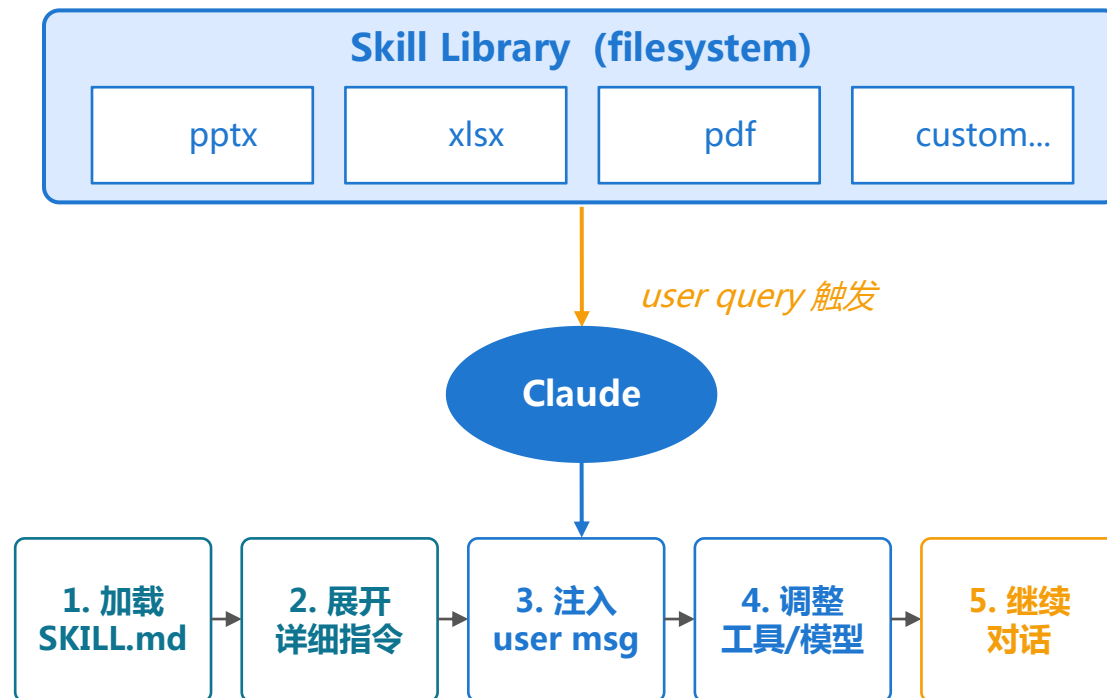 Skill Library (filesystem)
pptx
xlsx
pdf
custom...
user query 触发
Claude
1. 加载
SKILL.md
2. 展开
详细指令
3. 注入
user msg
4. 调整
工具/模型
5. 继续
对话